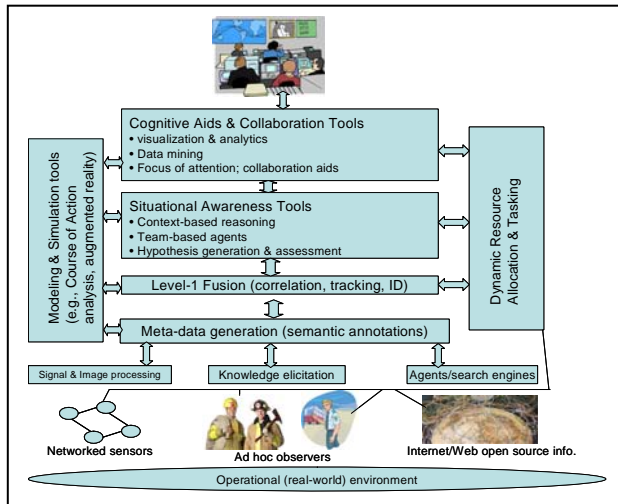 Cognitive Aids & Collaboration Tools
• visualization & analytics
• Data mining
• Focus of attention; collaboration aids
Modeling & Simulation tools
(e.g., Course of Action
analysis, augmented reality)
Situational Awareness Tools
• Context-based reasoning
• Team-based agents
• Hypothesis generation & assessment
Dynamic Resource
Allocation & Tasking
Level-1 Fusion (correlation, tracking, ID)
Meta-data generation (semantic annotations)
Signal & Image processing
Knowledge elicitation
Agents/search engines
Networked sensors
Ad hoc observers
Internet/Web open source info.
Operational (real-world) environment